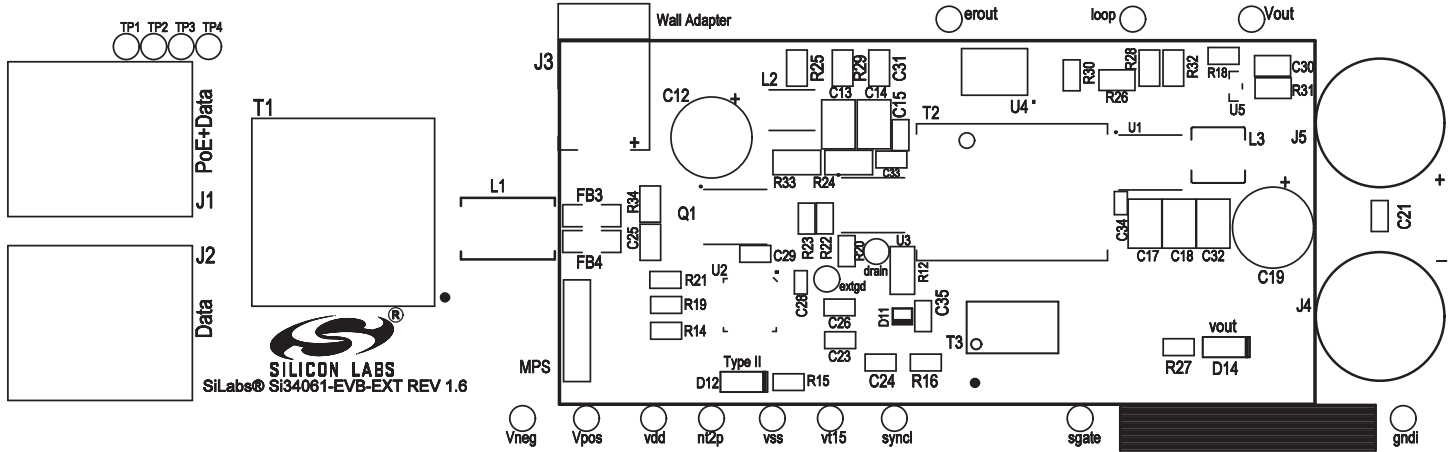 TP1 TP2 TP3 TP4
PoE+Data
J1
J2
Data
T1
®
SILICON LABS
SiLabs® Si34061-EVB-EXT REV 1.6
L1
Wall Adapter
J3
+
C12
+
L2
R25
R29
C31
C13
C14
C15
R33
R24
C33
FB3
FB4
R34
C25
Q1
R23
R22
R20
U3
drain
R12
extgd
C29
U2
C28
R21
R19
R14
C26
C23
D11
C35
MPS
Type II
D12
R15
C24
R16
T2
U4
T3
erout
loop
Vout
R30
R26
R28
R32
R18
U5
C30
R31
U1
L3
C34
C17
C18
C32
+
C19
J5
+
C21
–
J4
vout
R27
D14
Vneg
Vpos
vdd
nt2p
vss
vt15
syncl
sgate
gndi